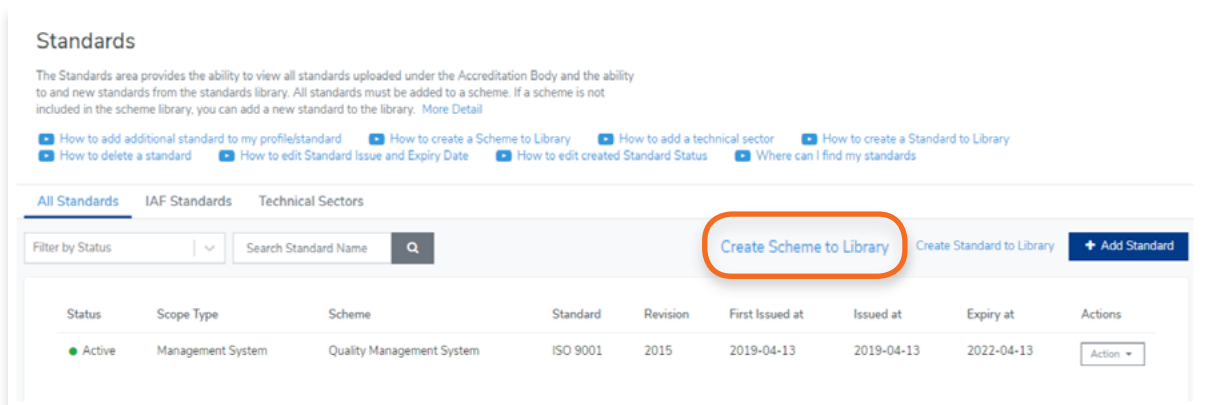 Standards
The Standards area provides the ability to view all standards uploaded under the Accreditation Body and the ability
to and new standards from the standards library. All standards must be added to a scheme. If a scheme is not
included in the scheme library, you can add a new standard to the library. More Detail
How to add additional standard to my profile/standard How to create a Scheme to Library How to add a technical sector How to create a Standard to Library
How to delete a standard How to edit Standard Issue and Expiry Date How to edit created Standard Status Where can I find my standards
All Standards IAF Standards Technical Sectors
Filter by Status Search Standard Name Create Scheme to Library Create Standard to Library + Add Standard
Status Scope Type Scheme Standard Revision First Issued at Issued at Expiry at Actions
Active Management System Quality Management System ISO 9001 2015 2019-04-13 2019-04-13 2022-04-13 Action